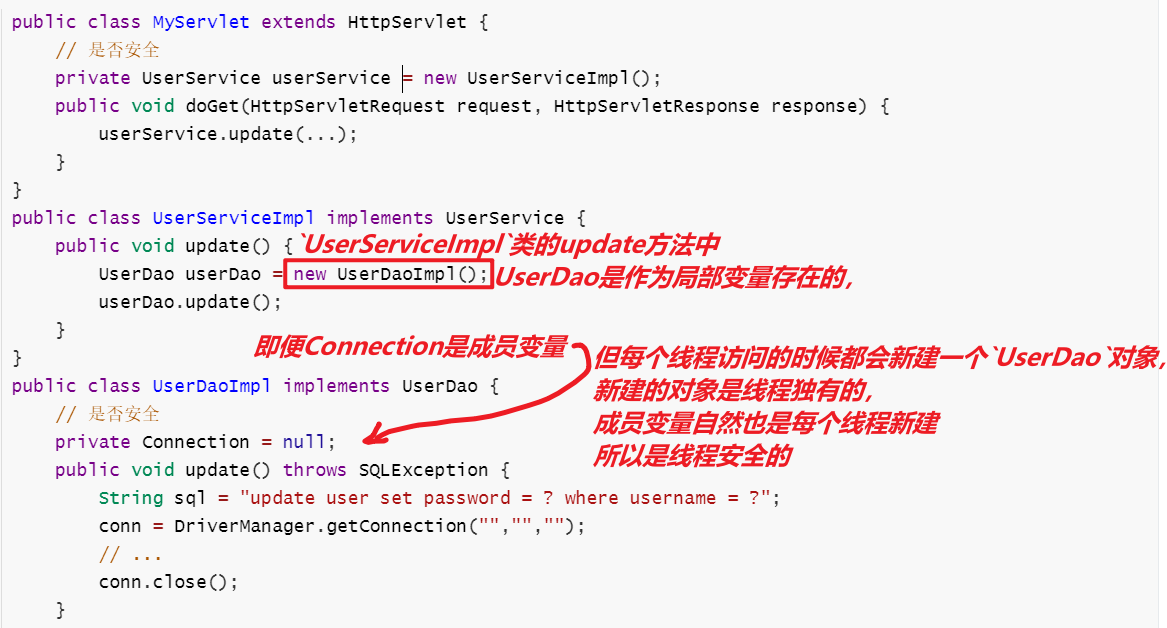 public class MyServlet extends HttpServlet {
// 是否安全
private UserService userService = new UserServiceImpl();
public void doGet(HttpServletRequest request, HttpServletResponse response) {
userService.update(...);
}
}
public class UserServiceImpl implements UserService {
public void update() { `UserServiceImpl`类的update方法中
UserDao userDao = new UserDaoImpl(); UserDao是作为局部变量存在的,
userDao.update();
}
}
即便Connection是成员变量
但每个线程访问的时候都会新建一个`UserDao`对象,
新建的对象是线程独有的,
成员变量自然也是每个线程新建
所以是线程安全的
public class UserDaoImpl implements UserDao {
// 是否安全
private Connection = null;
public void update() throws SQLException {
String sql = "update user set password = ? where username = ?";
conn = DriverManager.getConnection("","","");
// ...
conn.close();
}